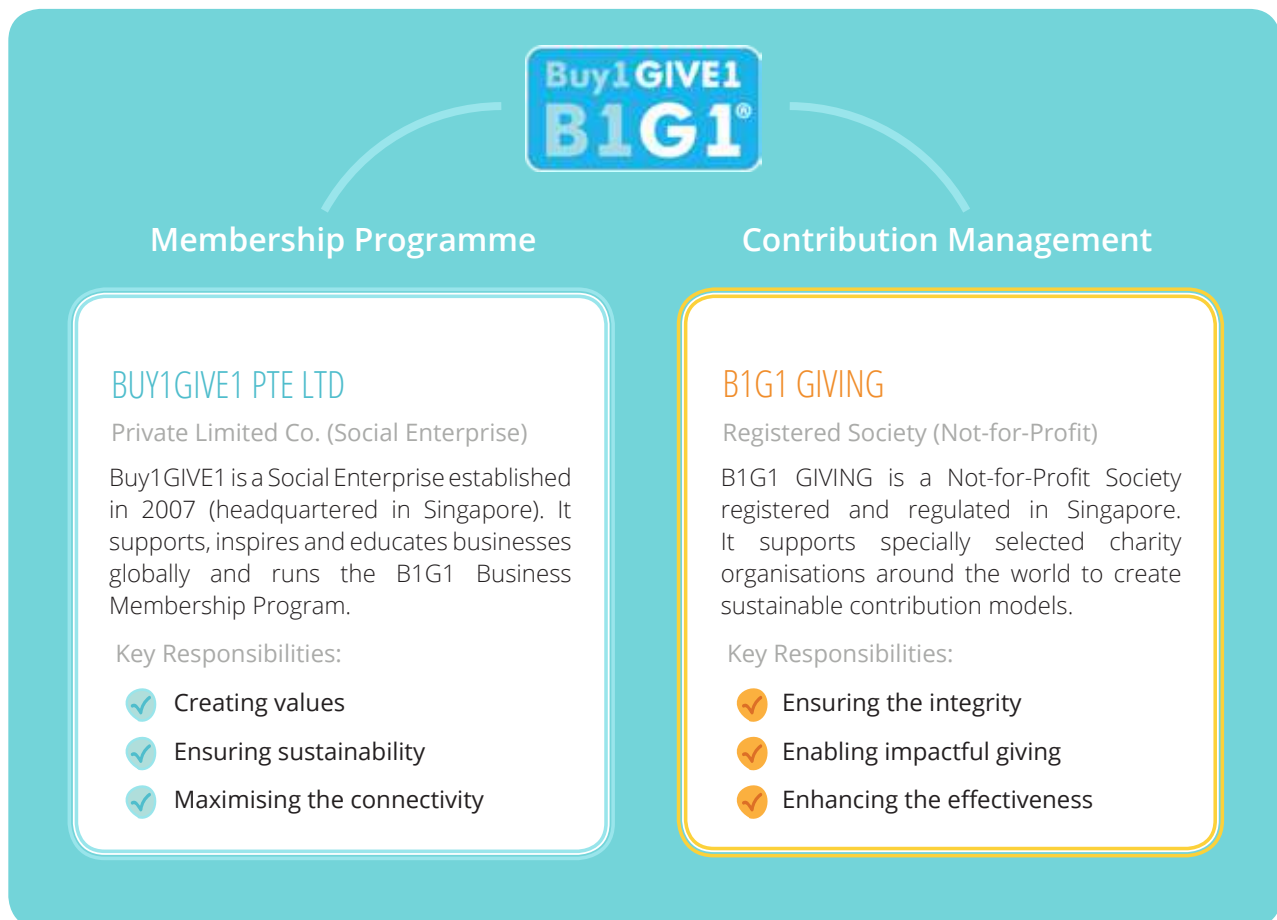 Buy1GIVE1
B1G1®
Membership Programme
Contribution Management
BUY1GIVE1 PTE LTD
Private Limited Co. (Social Enterprise)
Buy1GIVE1 is a Social Enterprise established
in 2007 (headquartered in Singapore). It
supports, inspires and educates businesses
globally and runs the B1G1 Business
Membership Program.
Key Responsibilities:
Creating values
Ensuring sustainability
Maximising the connectivity
B1G1 GIVING
Registered Society (Not-for-Profit)
B1G1 GIVING is a Not-for-Profit Society
registered and regulated in Singapore.
It supports specially selected charity
organisations around the world to create
sustainable contribution models.
Key Responsibilities:
Ensuring the integrity
Enabling impactful giving
Enhancing the effectiveness